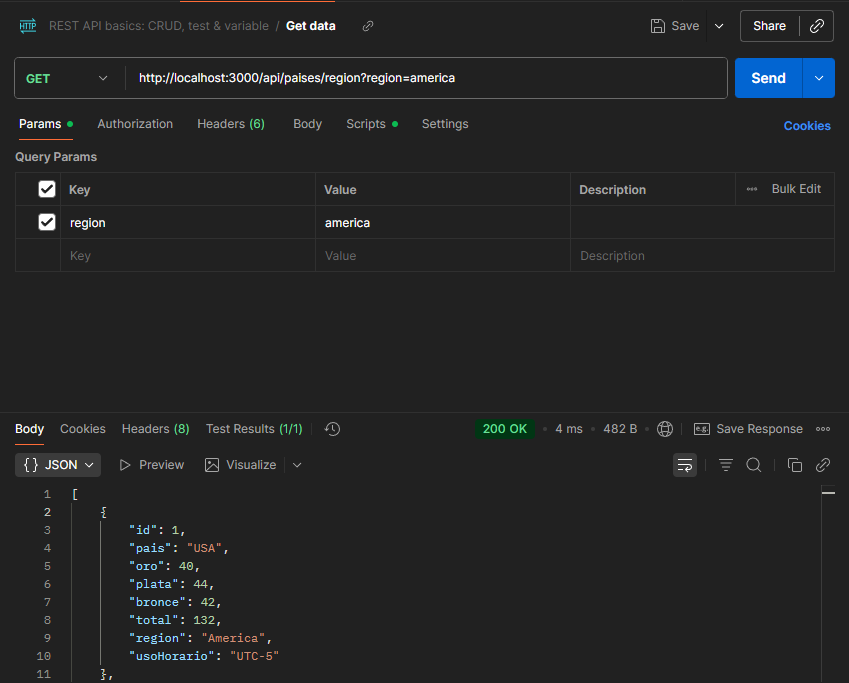 HTTP REST API basics: CRUD, test & variable / Get data Save Share
GET http://localhost:3000/api/paises/region?region=america Send
Params Authorization Headers (6) Body Scripts Settings Cookies
Query Params
Key Value Description Bulk Edit
region america
Key Value Description
Body Cookies Headers (8) Test Results (1/1) 200 OK 4 ms 482 B e.g. Save Response
{} JSON Preview Visualize
1 [
2 {
3 "id": 1,
4 "pais": "USA",
5 "oro": 40,
6 "plata": 44,
7 "bronce": 42,
8 "total": 132,
9 "region": "America",
10 "usoHorario": "UTC-5"
11 },